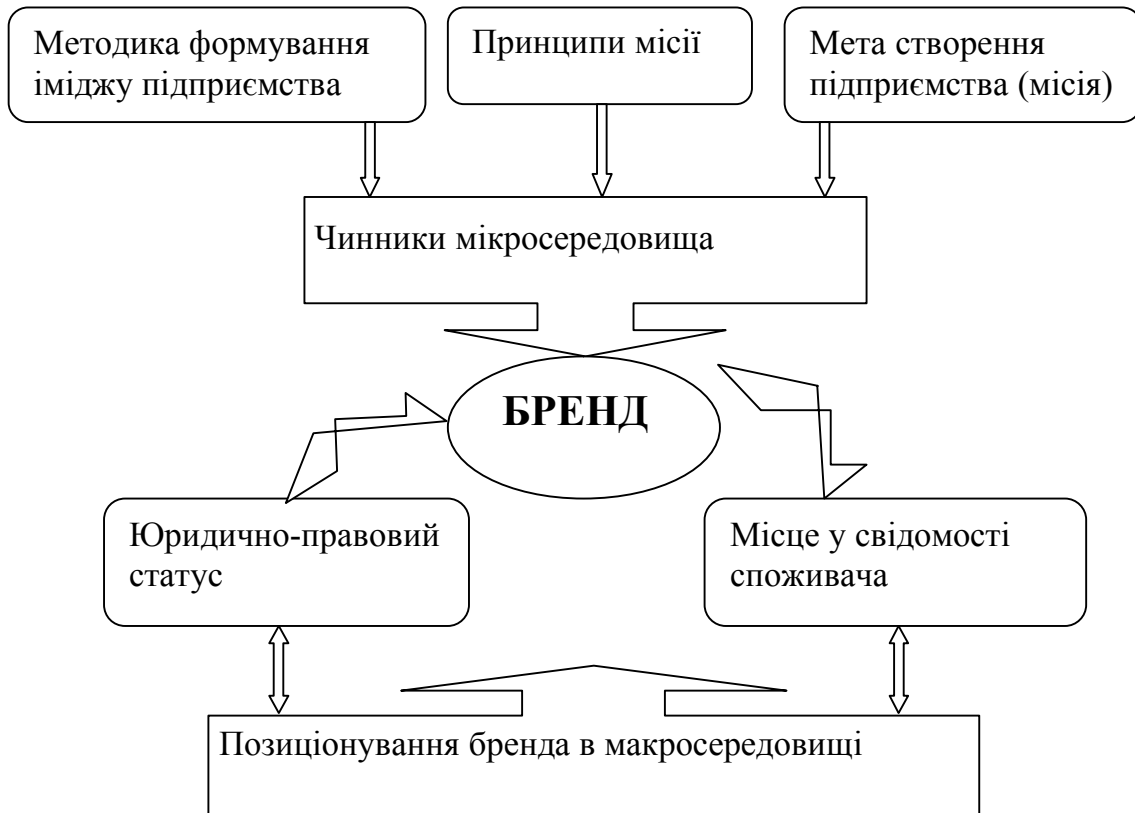 Методика формування
іміджу підприємства
Принципи місії
Мета створення
підприємства (місія)
Чинники мікросередовища
БРЕНД
Юридично-правовий
статус
Місце у свідомості
споживача
Позиціонування бренда в макросередовищі